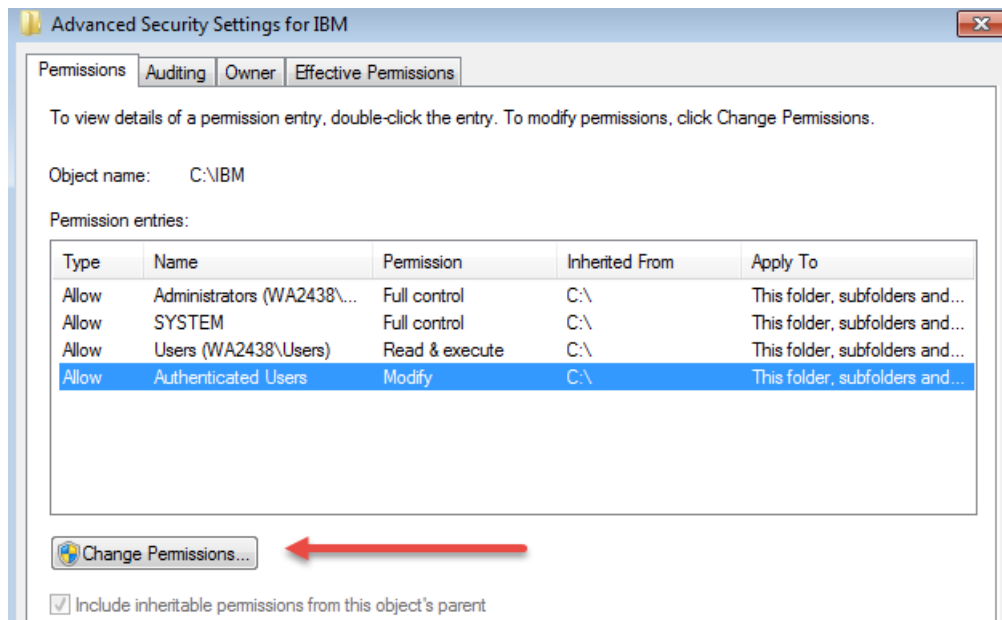 Advanced Security Settings for IBM
Permissions Auditing Owner Effective Permissions
To view details of a permission entry, double-click the entry. To modify permissions, click Change Permissions.
Object name: C:\IBM
Permission entries:
Type Name Permission Inherited From Apply To
Allow Administrators (WA2438\... Full control C:\ This folder, subfolders and...
Allow SYSTEM Full control C:\ This folder, subfolders and...
Allow Users (WA2438\Users) Read & execute C:\ This folder, subfolders and...
Allow Authenticated Users Modify C:\ This folder, subfolders and...
Change Permissions...
Include inheritable permissions from this object's parent